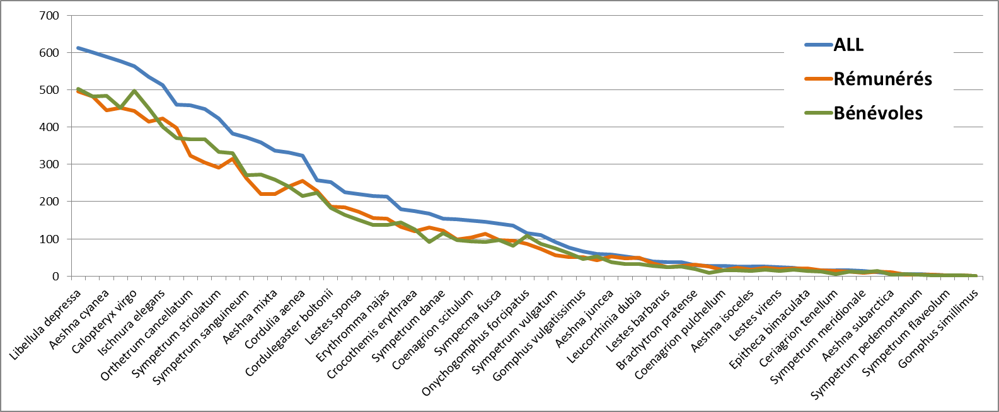 700
600
500
400
300
200
100
0
ALL
Rémunérés
Bénévoles
Libellula depressa
Aeshna cyanea
Calopteryx virgo
Ischnura elegans
Orthetrum cancellatum
Sympetrum striolatum
Sympetrum sanguineum
Aeshna mixta
Cordulia aenea
Cordulegaster boltonii
Lestes sponsa
Erythromma najas
Crocothemis erythraea
Sympetrum danae
Coenagrion scitulum
Sympecma fusca
Onychogomphus forcipatus
Sympetrum vulgatum
Gomphus vulgatissimus
Aeshna juncea
Leucorrhinia dubia
Lestes barbarus
Brachytron pratense
Coenagrion pulchellum
Aeshna isoceles
Lestes virens
Epitheca bimaculata
Ceriagrion tenellum
Sympetrum meridionale
Aeshna subarctica
Sympetrum pedemontanum
Sympetrum flaveolum
Gomphus simillimus